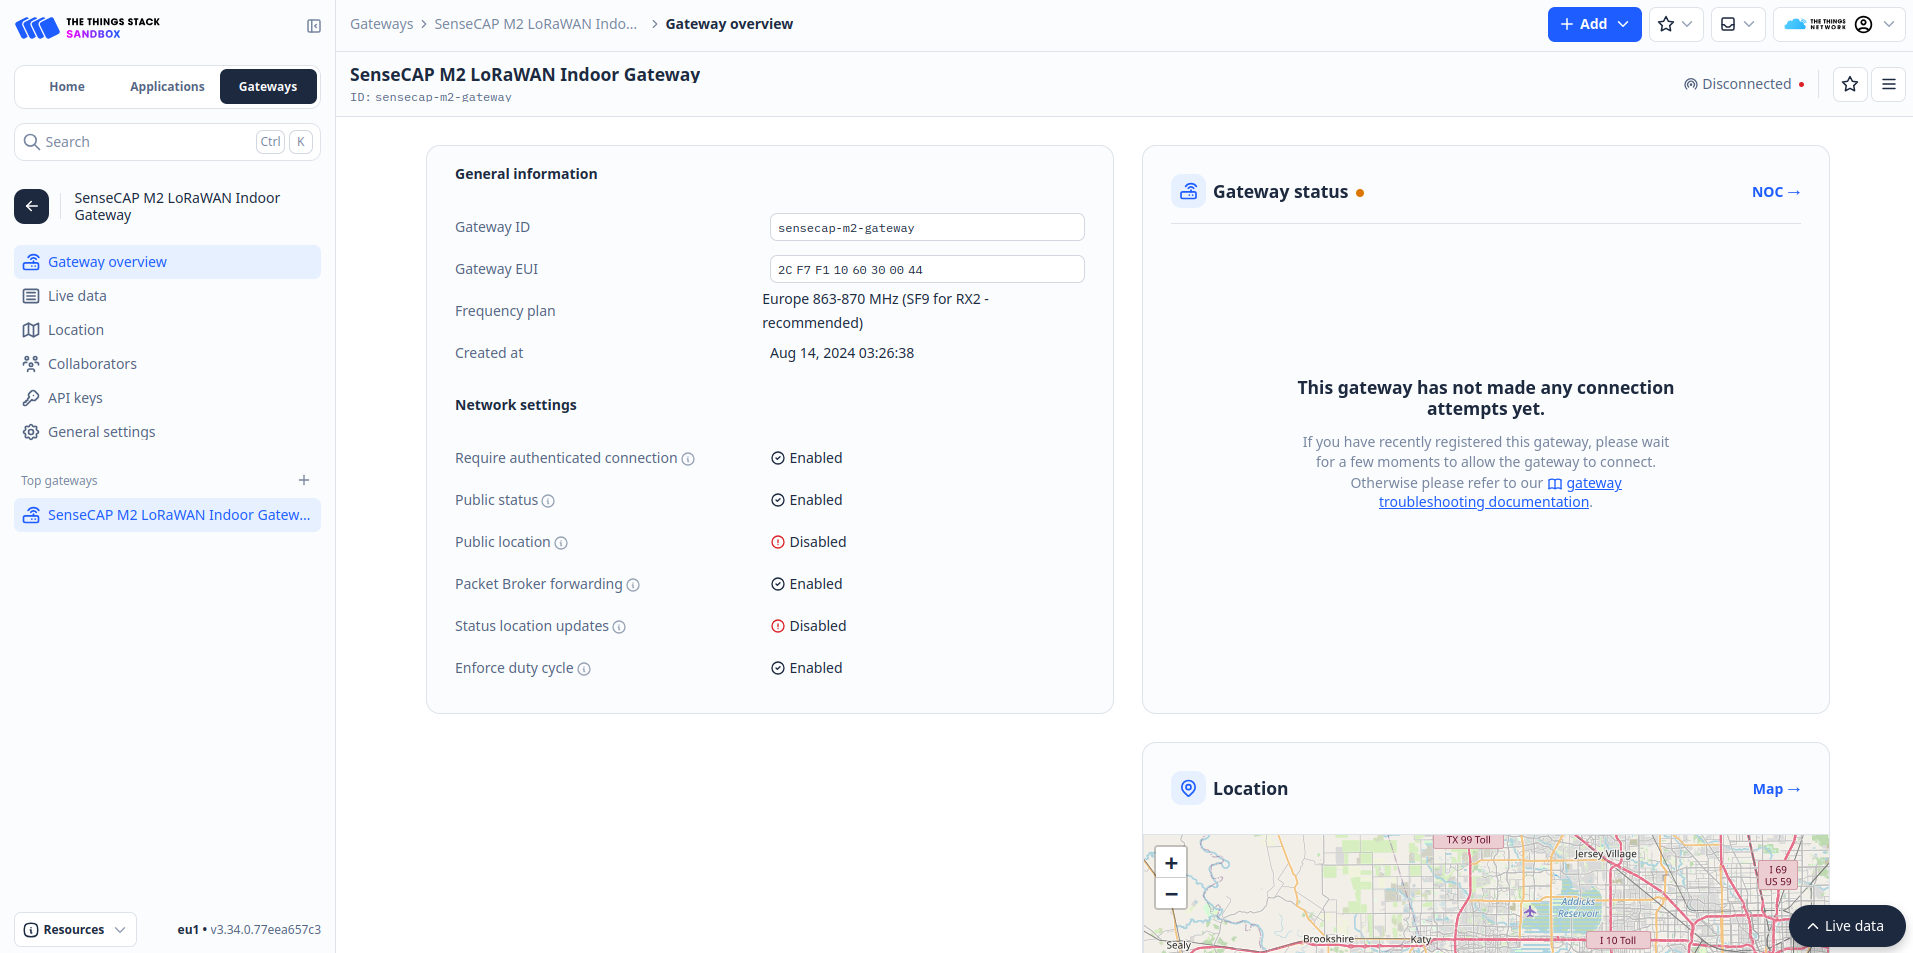 THE THINGS STACK
SANDBOX
Home
Applications
Gateways
Search
Ctrl
K
SenseCAP M2 LoRaWAN Indoor
Gateway
Gateway overview
Live data
Location
Collaborators
API keys
General settings
Top gateways
SenseCAP M2 LoRaWAN Indoor Gatew...
Resources
eu1 • v3.34.0.77eea657c3
Gateways
SenseCAP M2 LoRaWAN Indo...
Gateway overview
Add
THE THINGS
NETWORK
SenseCAP M2 LoRaWAN Indoor Gateway
ID: sensecap-m2-gateway
Disconnected
General information
Gateway ID
sensecap-m2-gateway
Gateway EUI
2C F7 F1 10 60 30 00 44
Frequency plan
Europe 863-870 MHz (SF9 for RX2 -
recommended)
Created at
Aug 14, 2024 03:26:38
Network settings
Require authenticated connection
Enabled
Public status
Enabled
Public location
Disabled
Packet Broker forwarding
Enabled
Status location updates
Disabled
Enforce duty cycle
Enabled
Gateway status
NOC →
This gateway has not made any connection
attempts yet.
If you have recently registered this gateway, please wait
for a few moments to allow the gateway to connect.
Otherwise please refer to our gateway
troubleshooting documentation.
Location
Map →
+
−
TX 99 Toll
Jersey Village
I 69
US 59
Addicks
Reservoir
Sealy
Brookshire
Katy
I 10 Toll
Live data